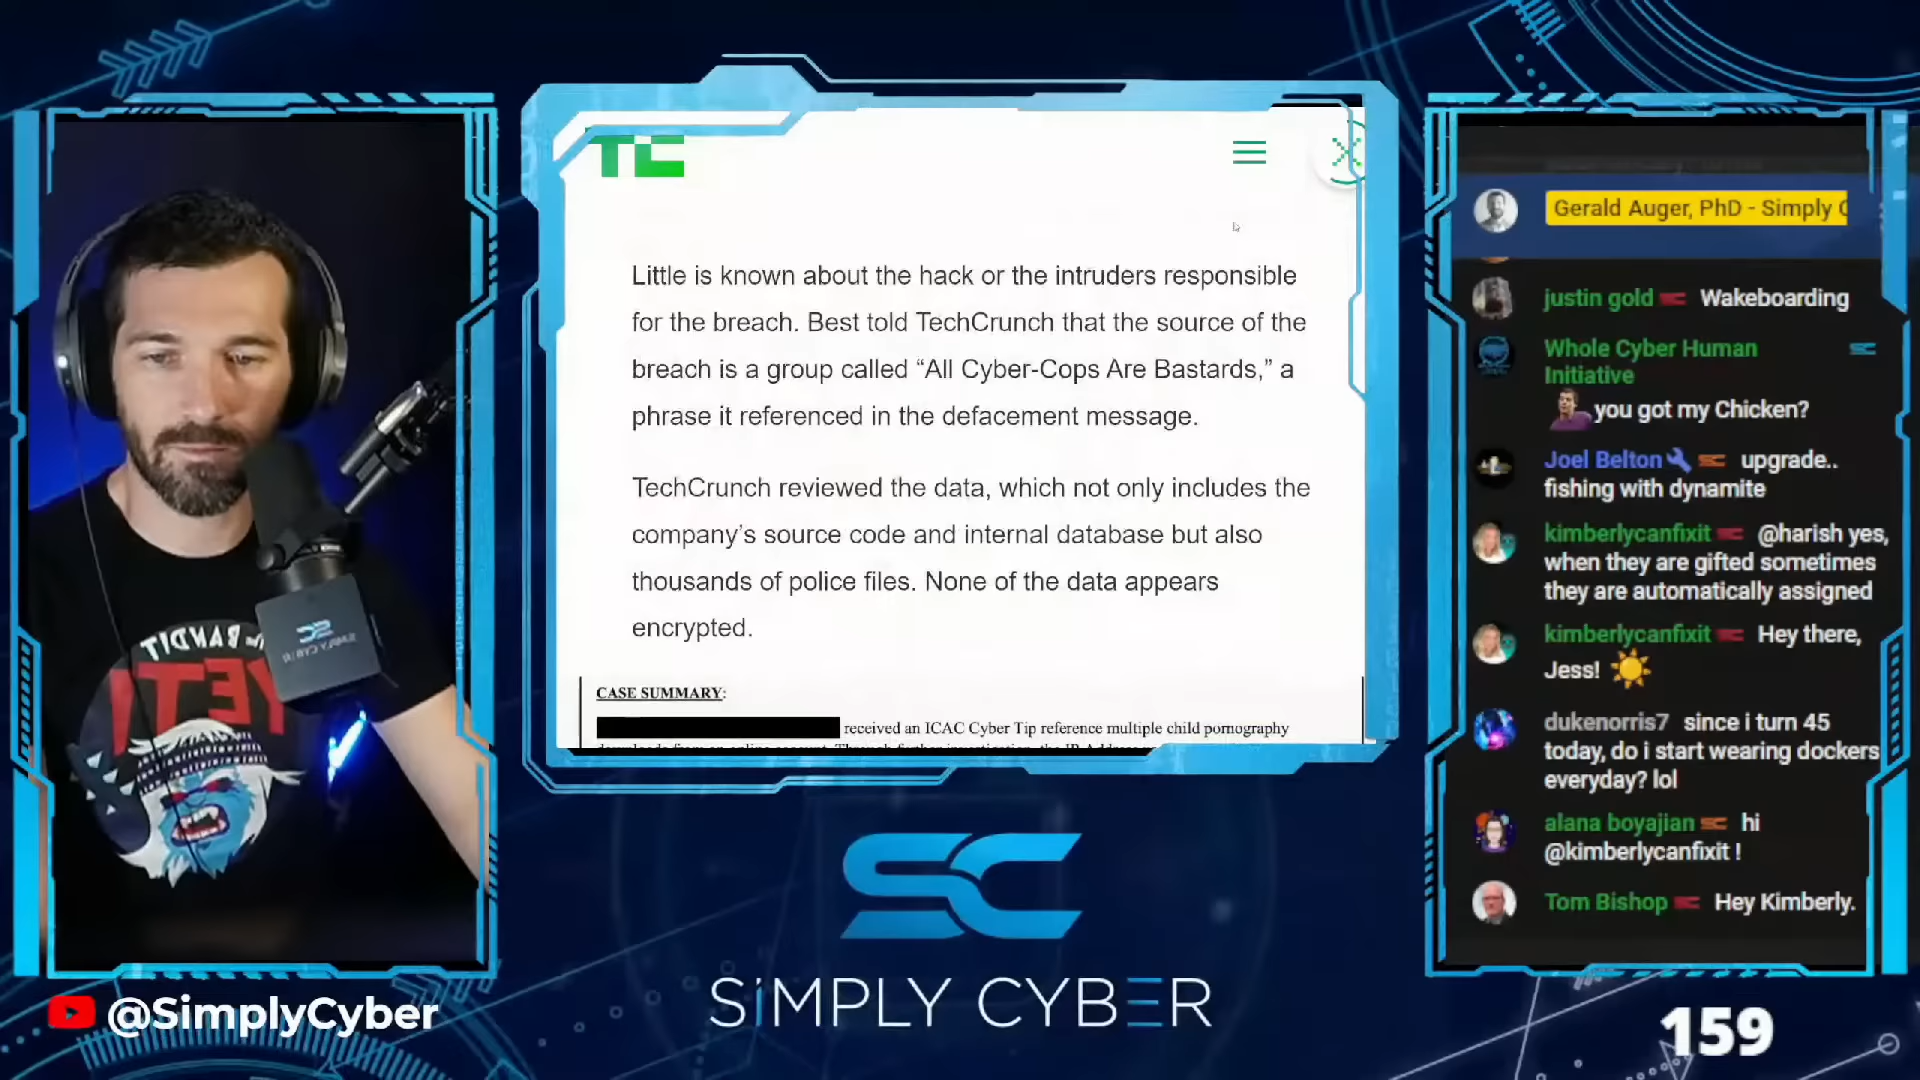 TC
Little is known about the hack or the intruders responsible
for the breach. Best told TechCrunch that the source of the
breach is a group called “All Cyber-Cops Are Bastards,” a
phrase it referenced in the defacement message.
TechCrunch reviewed the data, which not only includes the
company’s source code and internal database but also
thousands of police files. None of the data appears
encrypted.
CASE SUMMARY:
received an ICAC Cyber Tip reference multiple child pornography
BANDIT
YETI
SC
SIMPLY CYBER
@SimplyCyber
Gerald Auger, PhD - Simply C
justin gold Wakeboarding
Whole Cyber Human
Initiative
you got my Chicken?
Joel Belton upgrade..
fishing with dynamite
kimberlycanfixit @harish yes,
when they are gifted sometimes
they are automatically assigned
kimberlycanfixit Hey there,
Jess!
dukenorris7 since i turn 45
today, do i start wearing dockers
everyday? lol
alana boyajian hi
@kimberlycanfixit !
Tom Bishop Hey Kimberly.
159